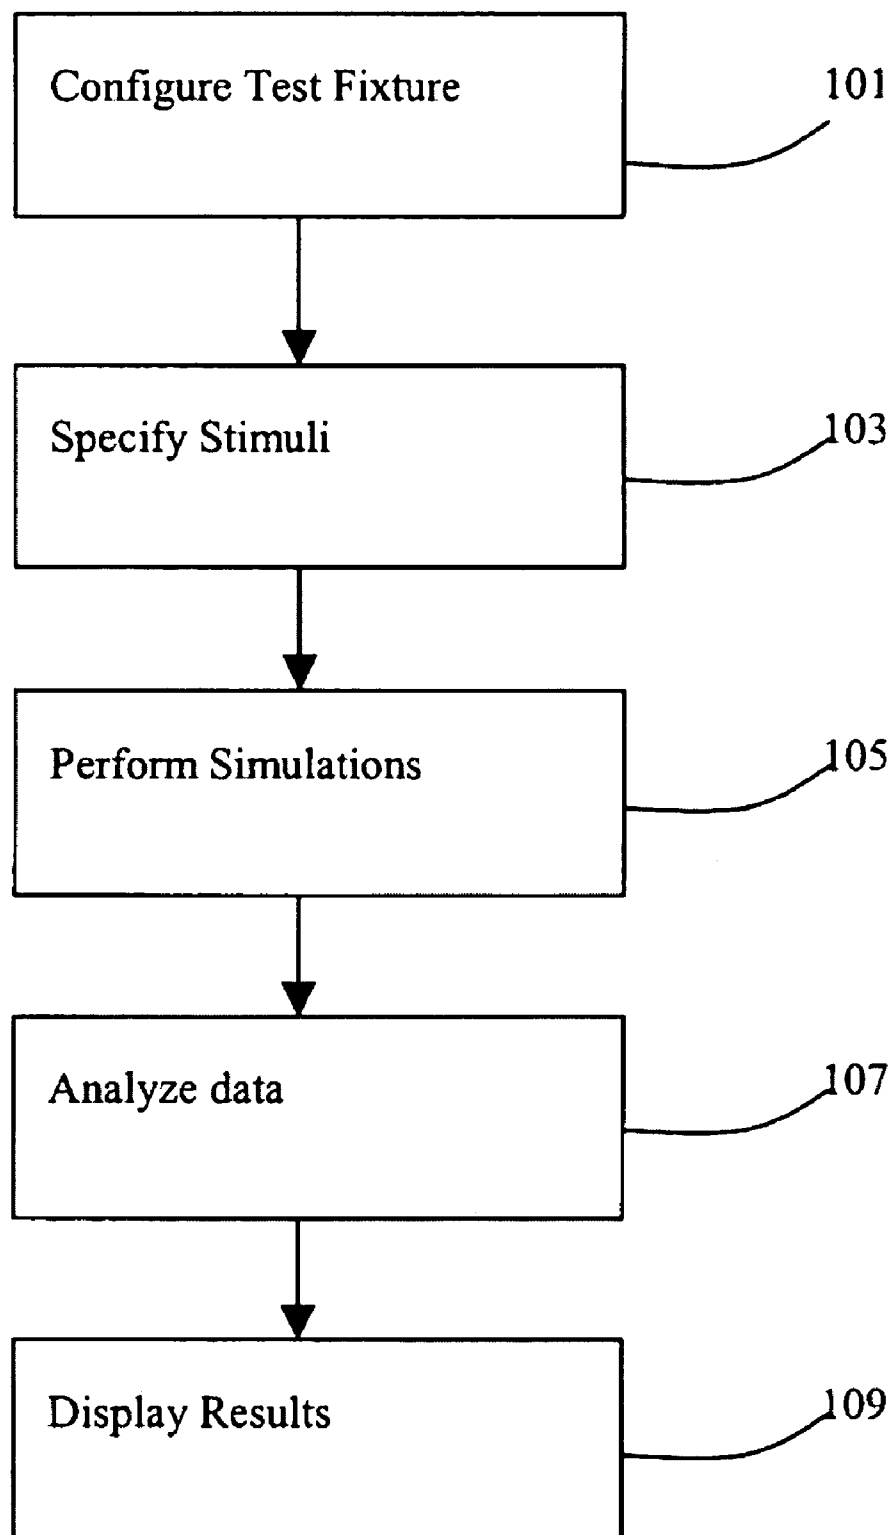 Configure Test Fixture
101
Specify Stimuli
103
Perform Simulations
105
Analyze data
107
Display Results
109